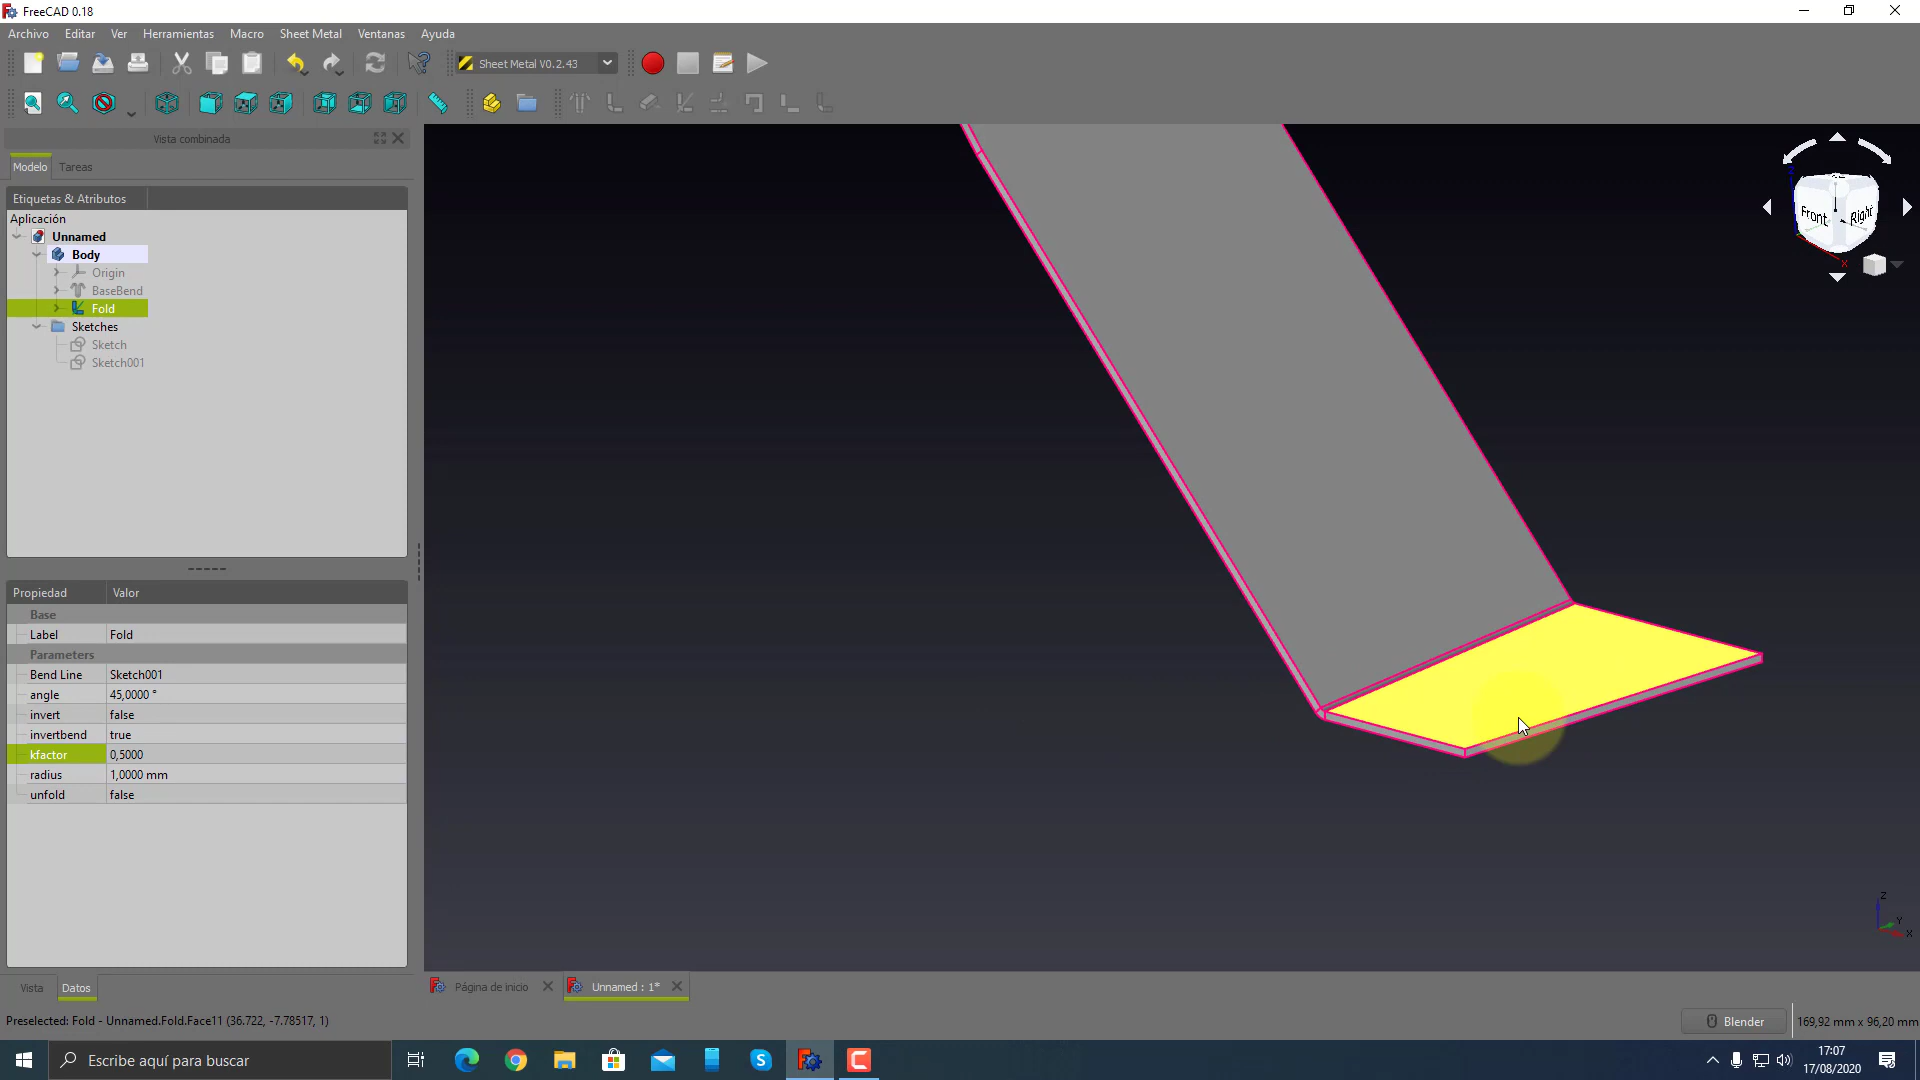 FreeCAD 0.18
Archivo Editar Ver Herramientas Macro Sheet Metal Ventanas Ayuda
Sheet Metal V0.2.43
Vista combinada
Modelo Tareas
Etiquetas & Atributos
Aplicación
Unnamed
Body
Origin
BaseBend
Fold
Sketches
Sketch
Sketch001
Front Right
X
Propiedad Valor
Base
Label Fold
Parameters
Bend Line Sketch001
angle 45,0000 °
invert false
invertbend true
kfactor 0,5000
radius 1,0000 mm
unfold false
Z
Y
X
Vista Datos
Página de inicio Unnamed : 1*
Preselected: Fold - Unnamed.Fold.Face11 (36.722, -7.78517, 1)
Blender 169,92 mm x 96,20 mm
Escribe aquí para buscar
17:07
17/08/2020